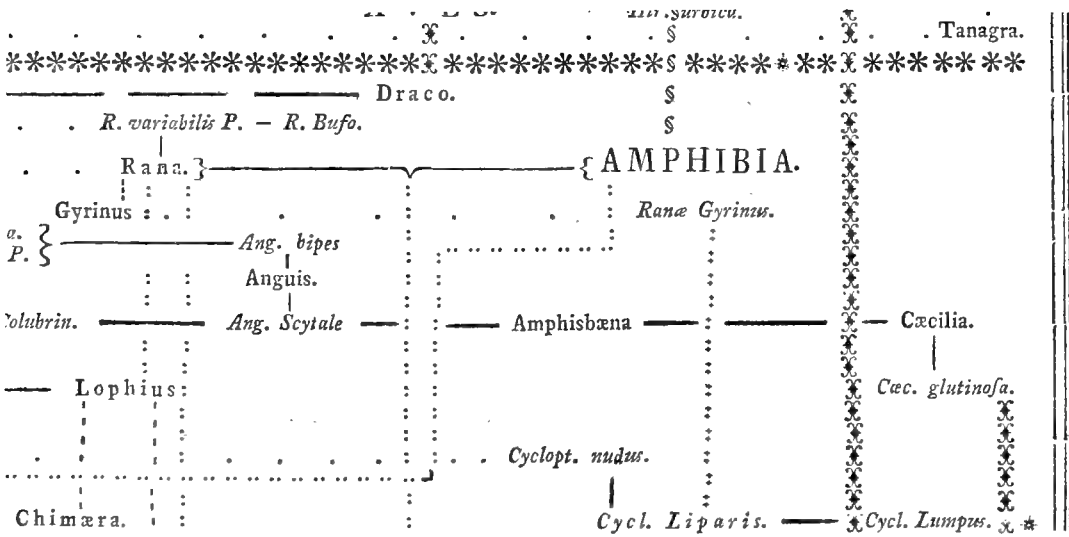 Tanagra.
Draco.
R. variabilis P. — R. Bufo.
Rana. } { AMPHIBIA.
Gyrinus Ranæ Gyrinus.
a.
P. } Ang. bipes
Anguis.
Colubrin. Ang. Scytale Amphisbæna Cæcilia.
Lophius Cæc. glutinoſa.
Cyclopt. nudus.
Chimæra. Cycl. Liparis. Cycl. Lumpus.